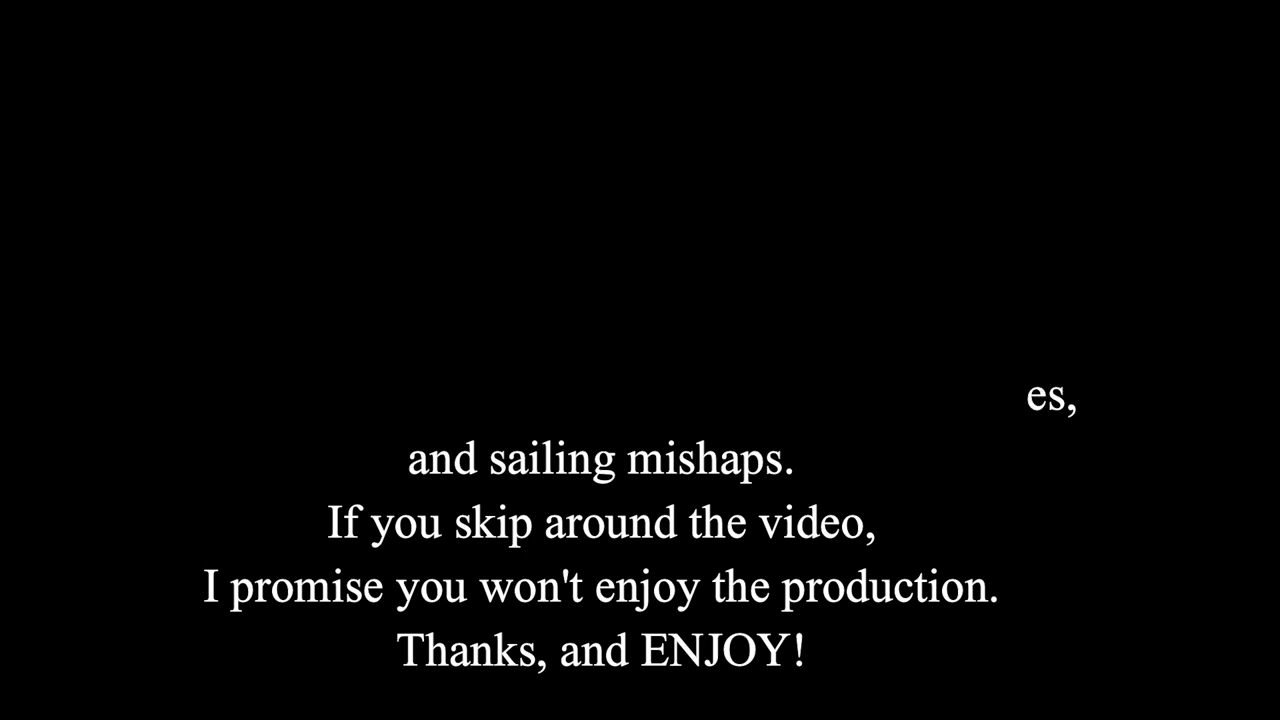 es,
and sailing mishaps.
If you skip around the video,
I promise you won't enjoy the production.
Thanks, and ENJOY!